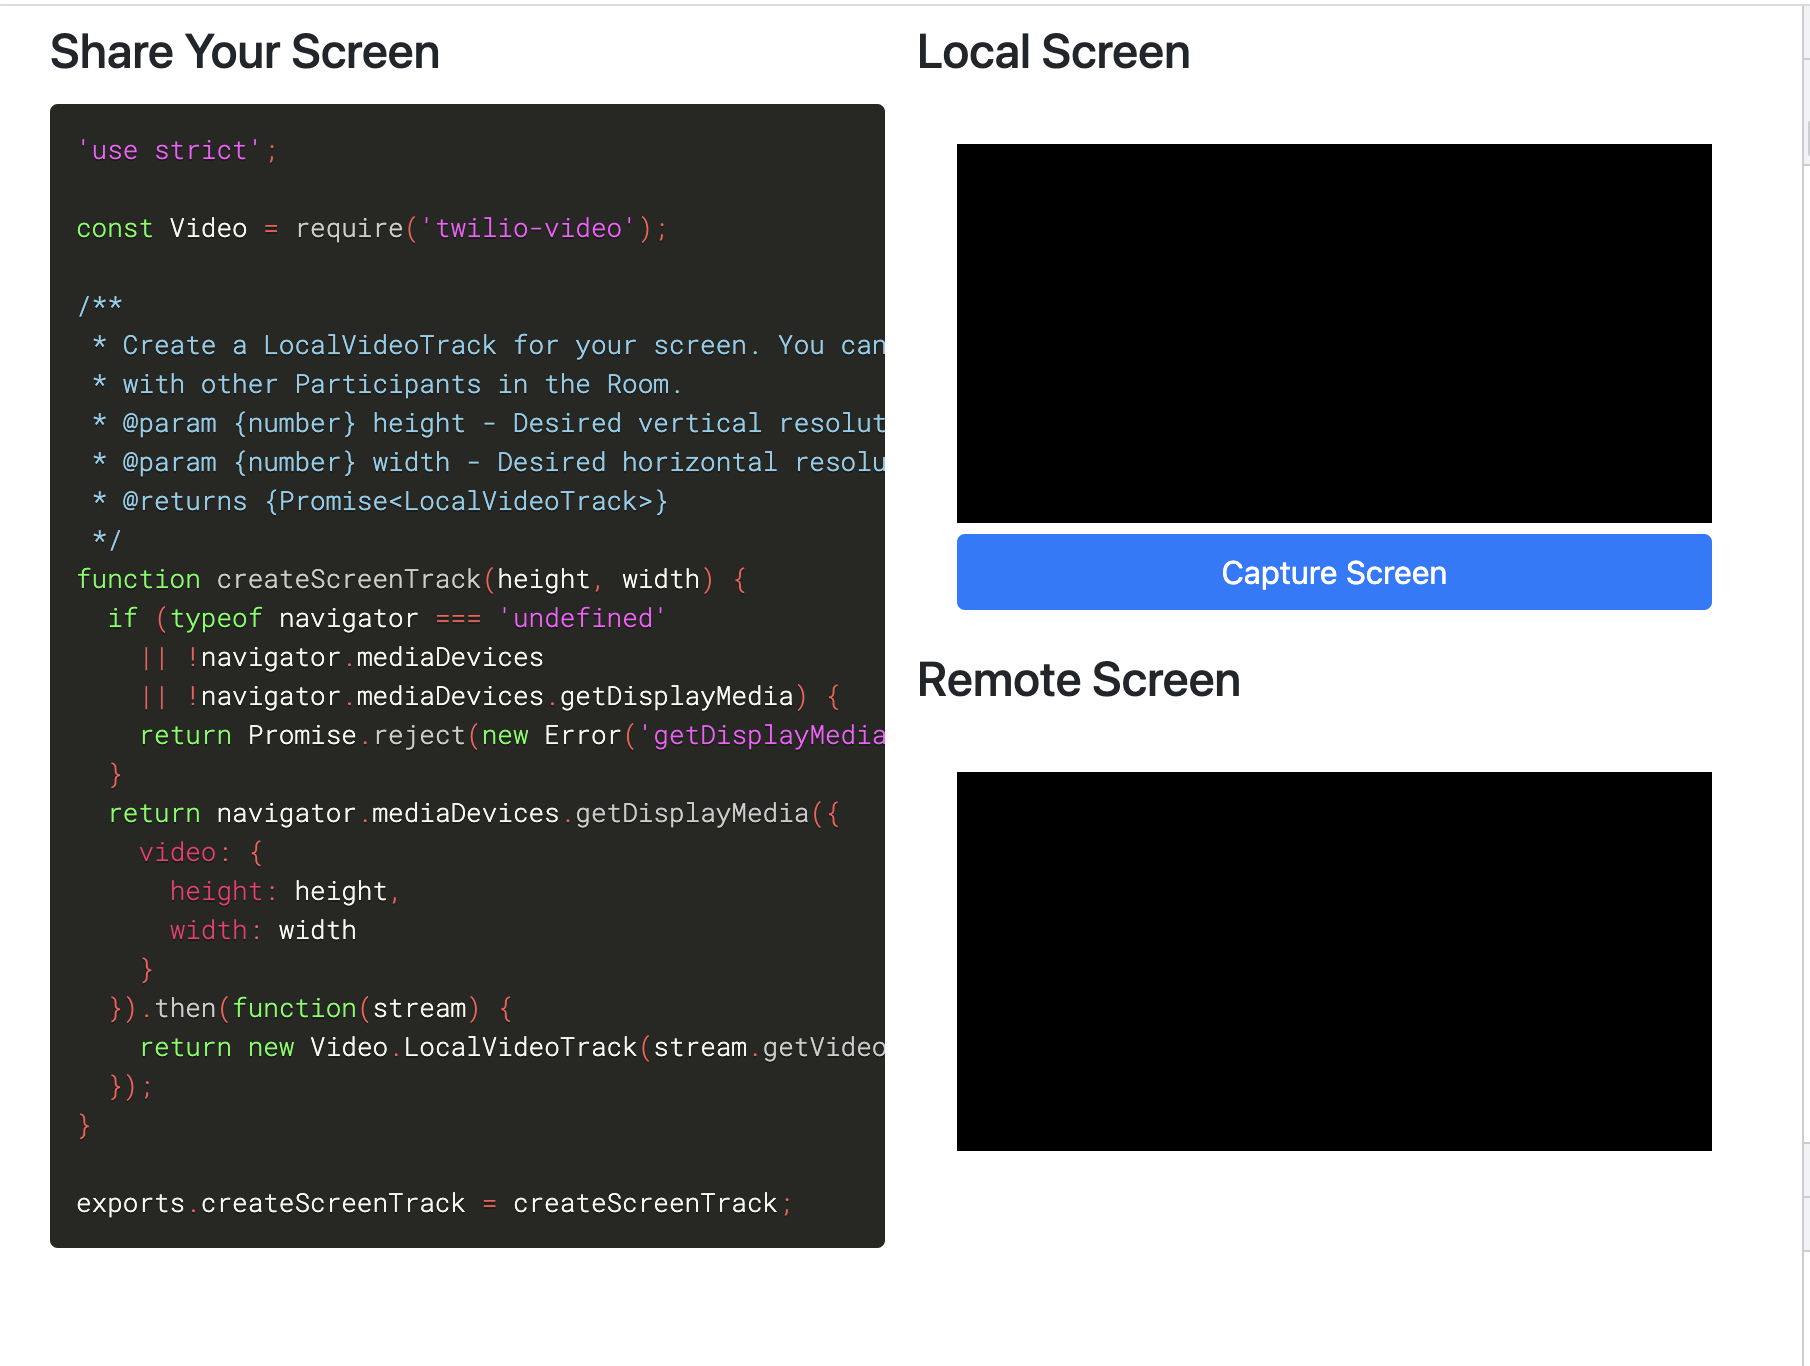 Share Your Screen
'use strict';
const Video = require('twilio-video');
/**
 * Create a LocalVideoTrack for your screen. You can
 * with other Participants in the Room.
 * @param {number} height - Desired vertical resolut
 * @param {number} width - Desired horizontal resolu
 * @returns {Promise<LocalVideoTrack>}
 */
function createScreenTrack(height, width) {
  if (typeof navigator === 'undefined'
    || !navigator.mediaDevices
    || !navigator.mediaDevices.getDisplayMedia) {
    return Promise.reject(new Error('getDisplayMedia
  }
  return navigator.mediaDevices.getDisplayMedia({
    video: {
      height: height,
      width: width
    }
  }).then(function(stream) {
    return new Video.LocalVideoTrack(stream.getVideo
  });
}
exports.createScreenTrack = createScreenTrack;
Local Screen
Capture Screen
Remote Screen